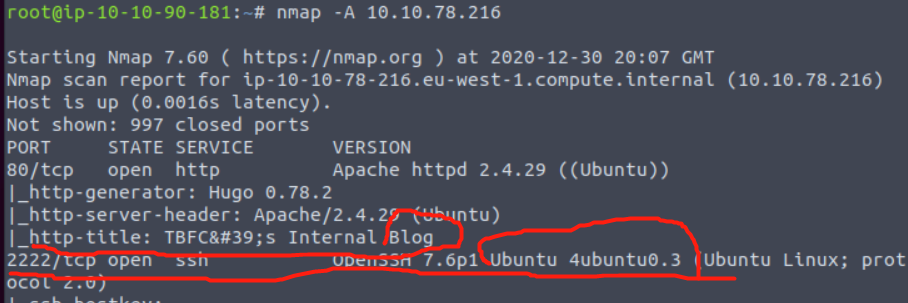 root@ip-10-10-90-181:~# nmap -A 10.10.78.216
Starting Nmap 7.60 ( https://nmap.org ) at 2020-12-30 20:07 GMT
Nmap scan report for ip-10-10-78-216.eu-west-1.compute.internal (10.10.78.216)
Host is up (0.0016s latency).
Not shown: 997 closed ports
PORT     STATE SERVICE       VERSION
80/tcp   open  http          Apache httpd 2.4.29 ((Ubuntu))
|_http-generator: Hugo 0.78.2
|_http-server-header: Apache/2.4.29 (Ubuntu)
|_http-title: TBFC&#39;s Internal Blog
2222/tcp open  ssh           OpenSSH 7.6p1 Ubuntu 4ubuntu0.3 (Ubuntu Linux; prot
ocol 2.0)
| ssh-hostkey: